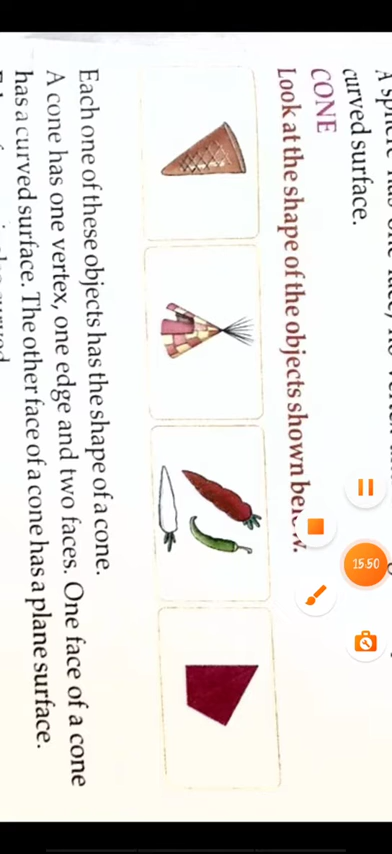 curved surface.
CONE
Look at the shape of the objects shown
Each one of these objects has the shape of a cone.
A cone has one vertex, one edge and two faces. One face of a cone
has a curved surface. The other face of a cone has a plane surface.
15:50